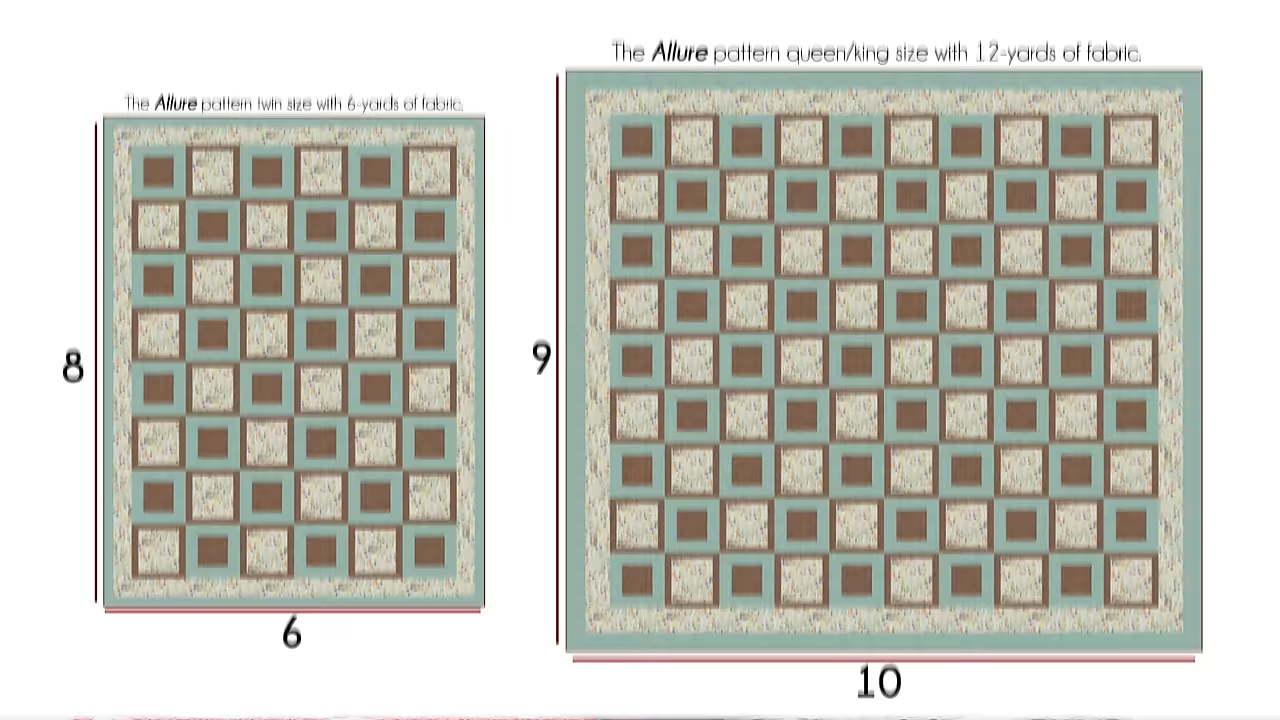 The Allure pattern twin size with 6-yards of fabric.
8
6
The Allure pattern queen/king size with 12-yards of fabric.
9
10